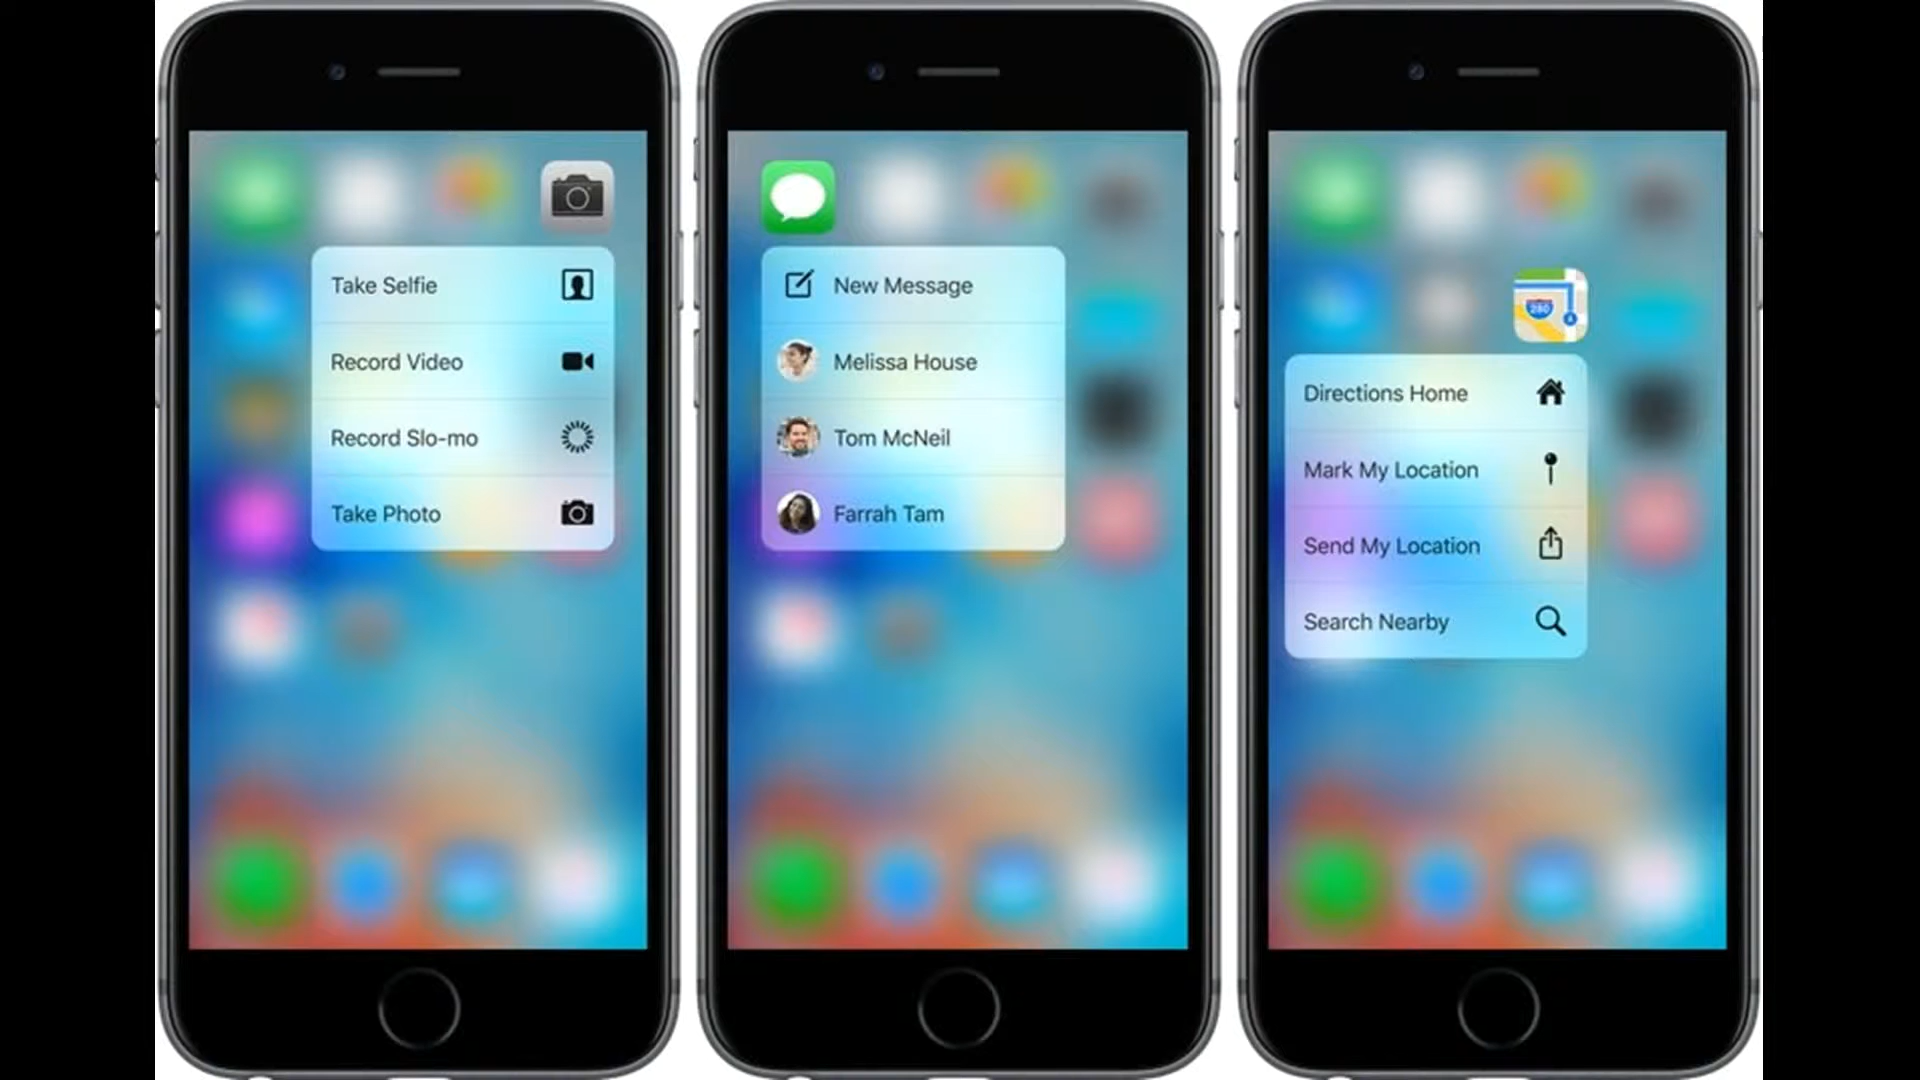 Take Selfie
Record Video
Record Slo-mo
Take Photo
New Message
Melissa House
Tom McNeil
Farrah Tam
280
Directions Home
Mark My Location
Send My Location
Search Nearby